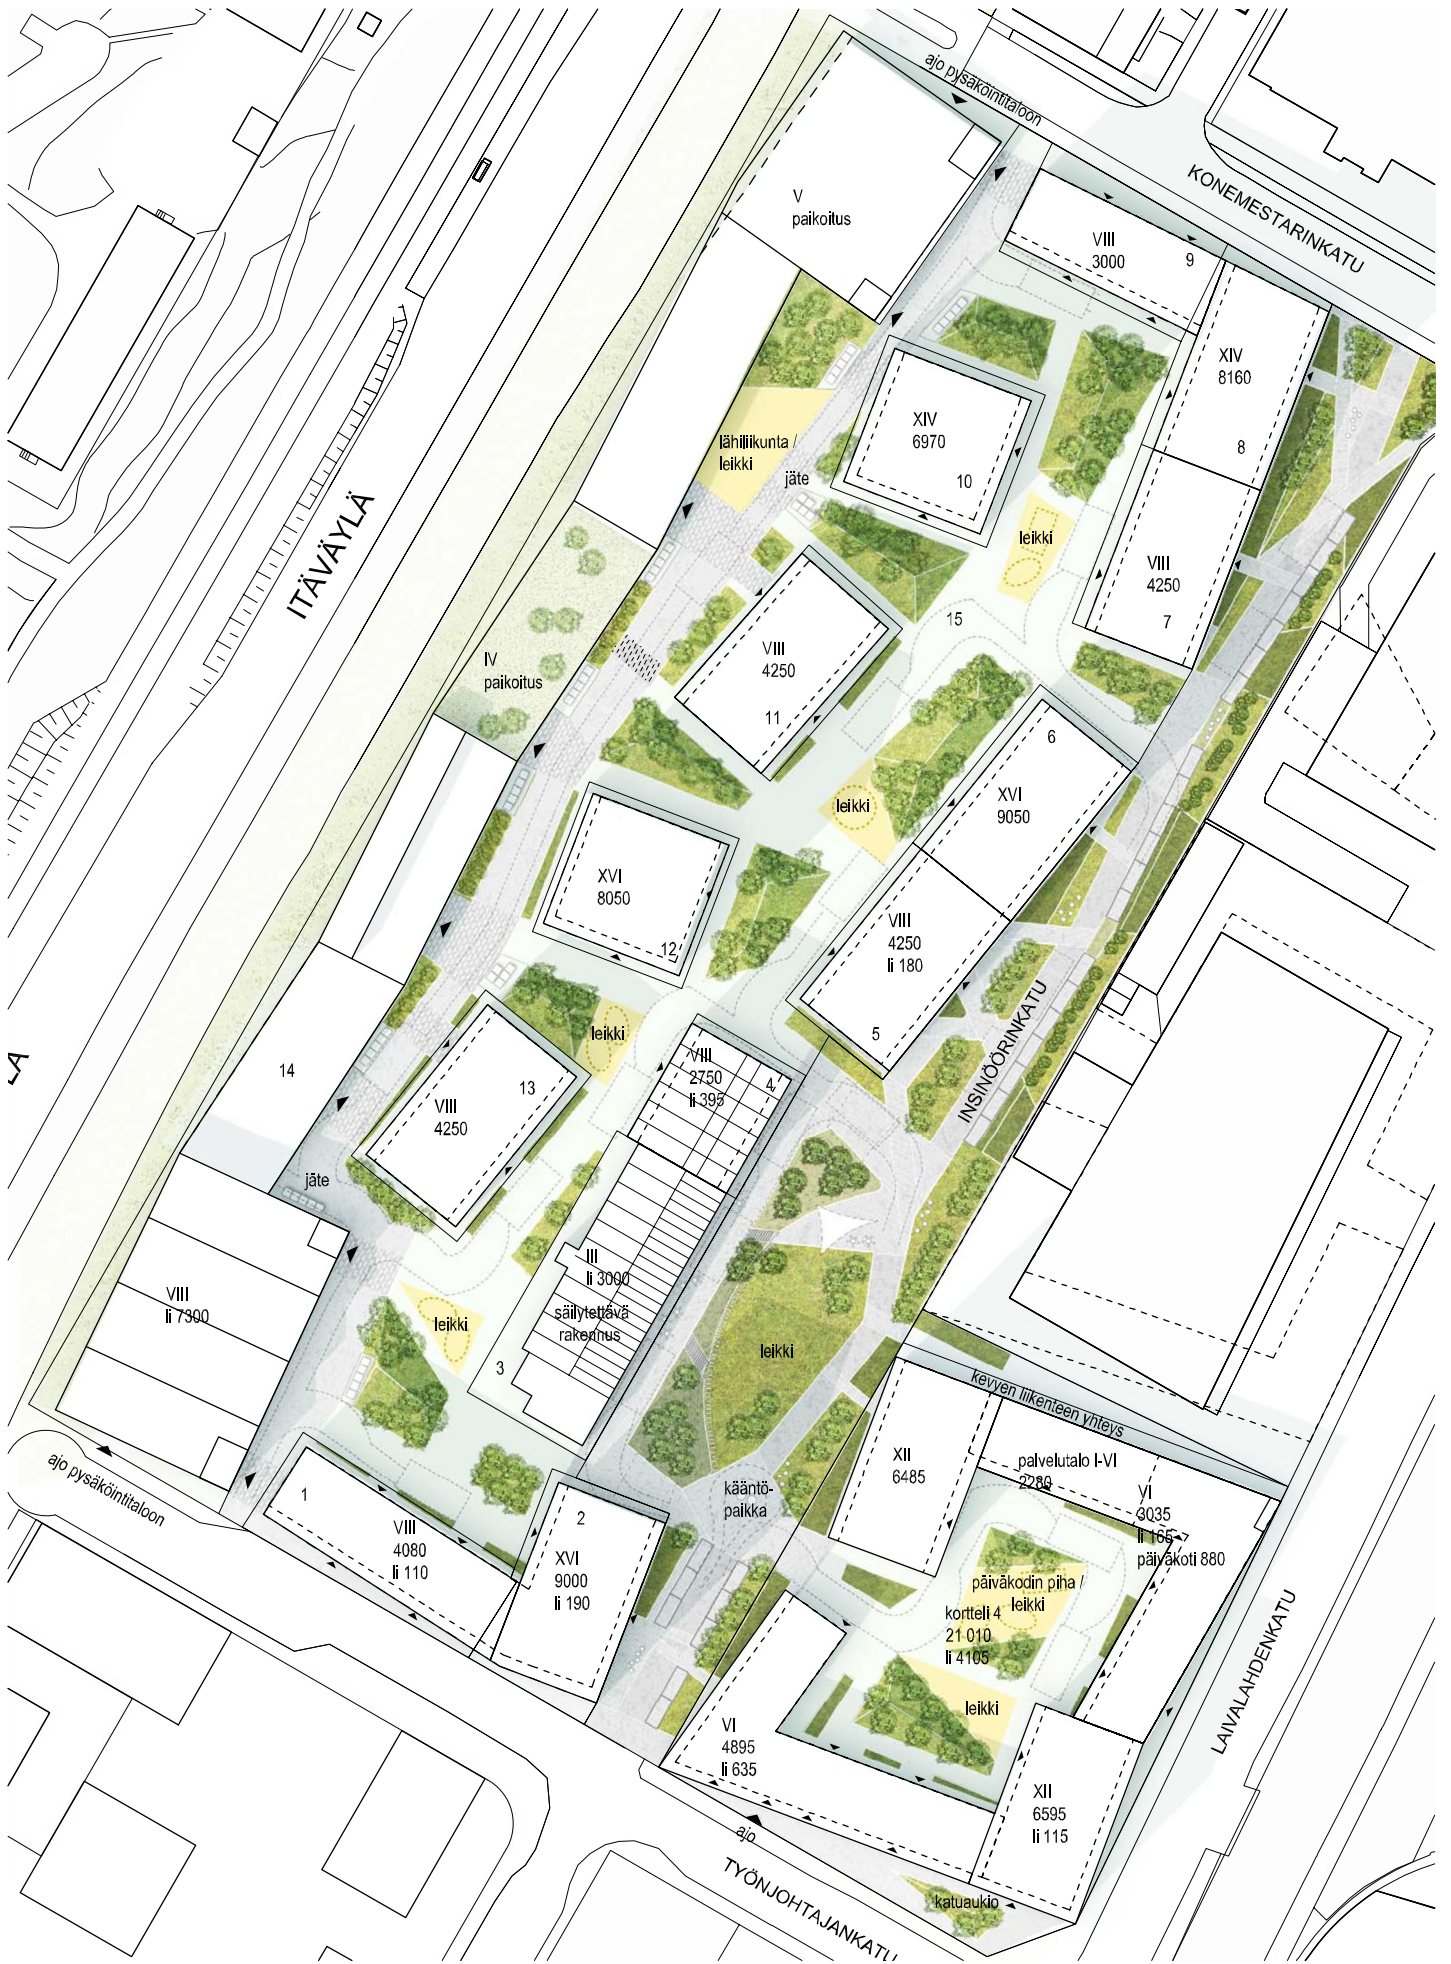 ajo pysäköintitaloon
KONEMESTARINKATU
V
paikoitus
VIII
3000
9
XIV
8160
8
XIV
6970
10
lähiliikunta /
leikki
jäte
leikki
VIII
4250
7
ITÄVÄYLÄ
15
VIII
4250
11
IV
paikoitus
6
XVI
9050
leikki
XVI
8050
12
VIII
4250
li 180
5
INSINÖÖRINKATU
leikki
VIII
2750
li 395
4
LÄ
14
13
VIII
4250
jäte
III
li 3000
säilytettävä
rakennus
3
VIII
li 7300
leikki
leikki
kevyen liikenteen yhteys
XII
6485
palvelutalo I-VI
2280
VI
3035
li 165
päiväkoti 880
kääntö-
paikka
ajo pysäköintitaloon
1
VIII
4080
li 110
2
XVI
9000
li 190
päiväkodin piha /
leikki
kortteli 4
21 010
li 4105
leikki
LAIVALAHDENKATU
VI
4895
li 635
XII
6595
li 115
ajo
TYÖNJOHTAJANKATU
katuaukio